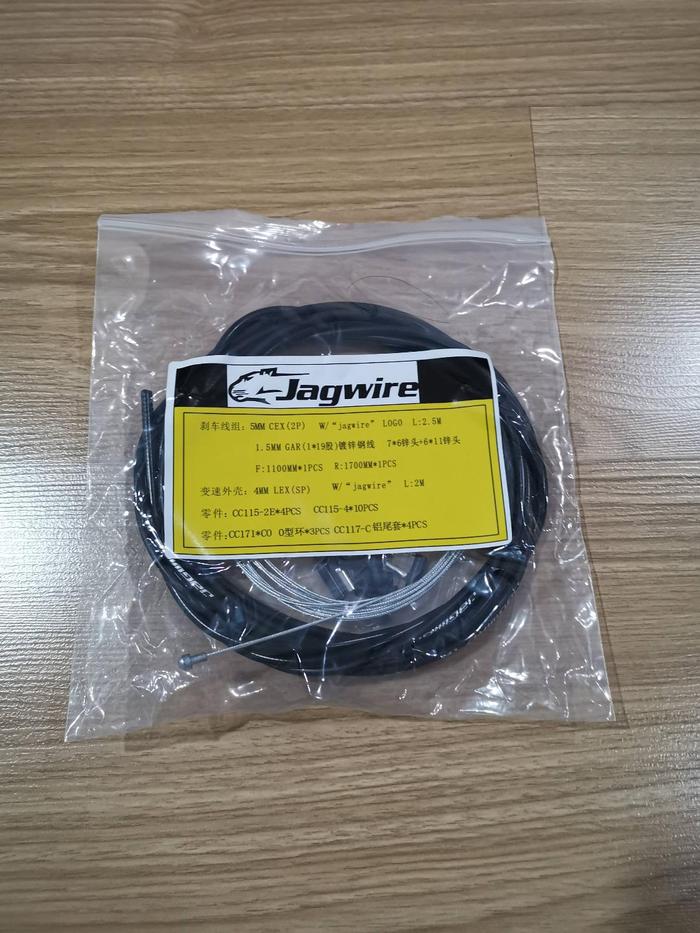 Jagwire
刹车线组: 5MM CEX(2P) W/“jagwire” LOGO L:2.5M
1.5MM GAR(1*19股)镀锌钢线 7*6锌头+6*11锌头
F:1100MM*1PCS R:1700MM*1PCS
变速外壳: 4MM LEX(SP) W/“jagwire” L:2M
零件: CC115-2E*4PCS CC115-4*10PCS
零件:CC171*CO O型环*3PCS CC117-C 铝尾套*4PCS
JAGWIRE